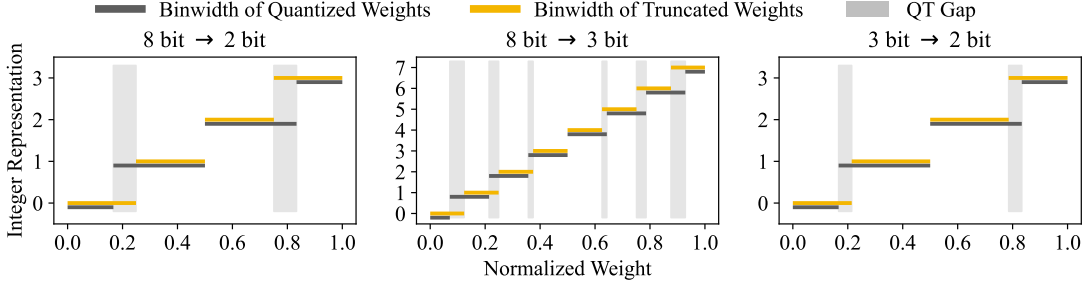 Binwidth of Quantized Weights Binwidth of Truncated Weights QT Gap
8 bit → 2 bit 8 bit → 3 bit 3 bit → 2 bit
Integer Representation
3
2
1
0
0.0 0.2 0.4 0.6 0.8 1.0
7
6
5
4
3
2
1
0
0.0 0.2 0.4 0.6 0.8 1.0
3
2
1
0
0.0 0.2 0.4 0.6 0.8 1.0
Normalized Weight